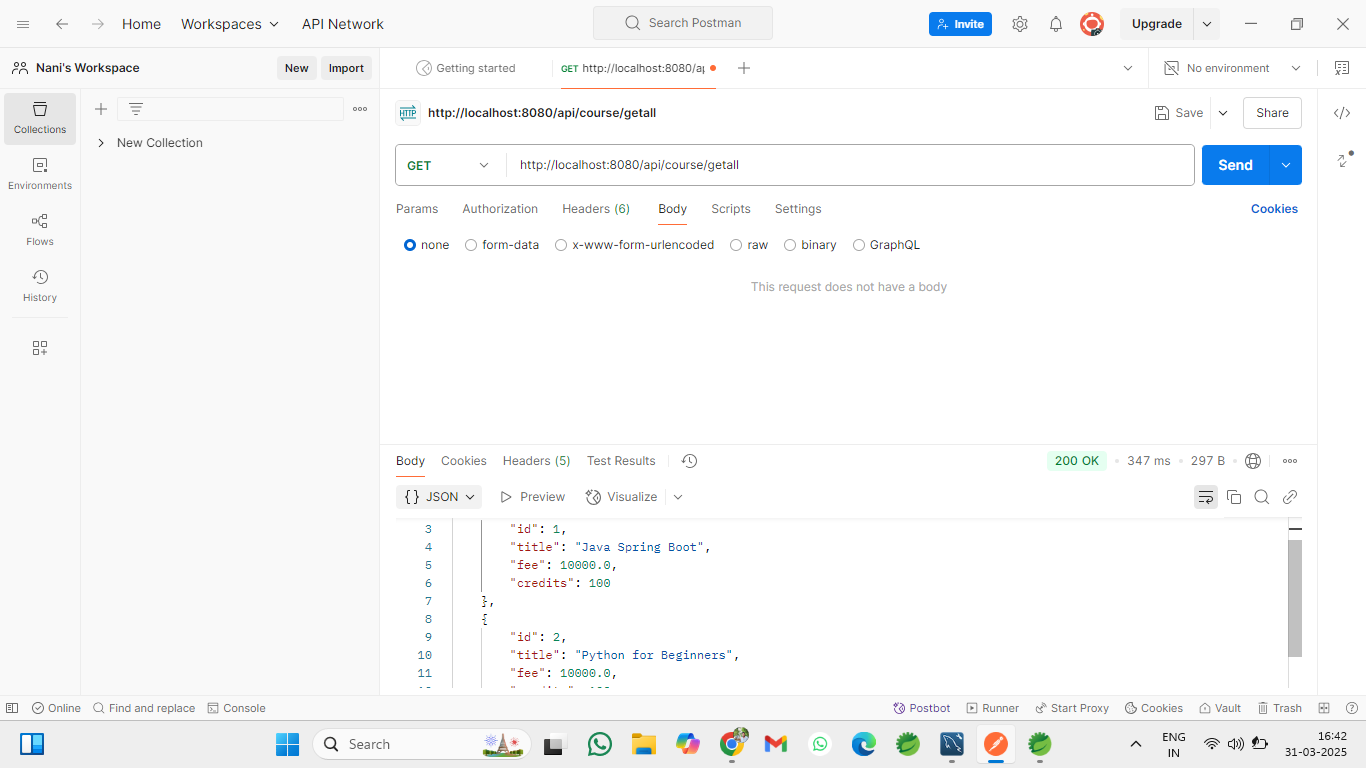 Home Workspaces API Network Search Postman Invite Upgrade
Nani's Workspace New Import Getting started GET http://localhost:8080/a No environment
Collections
Environments
Flows
History
New Collection
HTTP http://localhost:8080/api/course/getall Save Share
GET http://localhost:8080/api/course/getall Send
Params Authorization Headers (6) Body Scripts Settings Cookies
none form-data x-www-form-urlencoded raw binary GraphQL
This request does not have a body
Body Cookies Headers (5) Test Results 200 OK • 347 ms • 297 B
{} JSON Preview Visualize
3 "id": 1,
4 "title": "Java Spring Boot",
5 "fee": 10000.0,
6 "credits": 100
7 },
8 {
9 "id": 2,
10 "title": "Python for Beginners",
11 "fee": 10000.0,
Online Find and replace Console Postbot Runner Start Proxy Cookies Vault Trash
Search ENG IN 16:42 31-03-2025